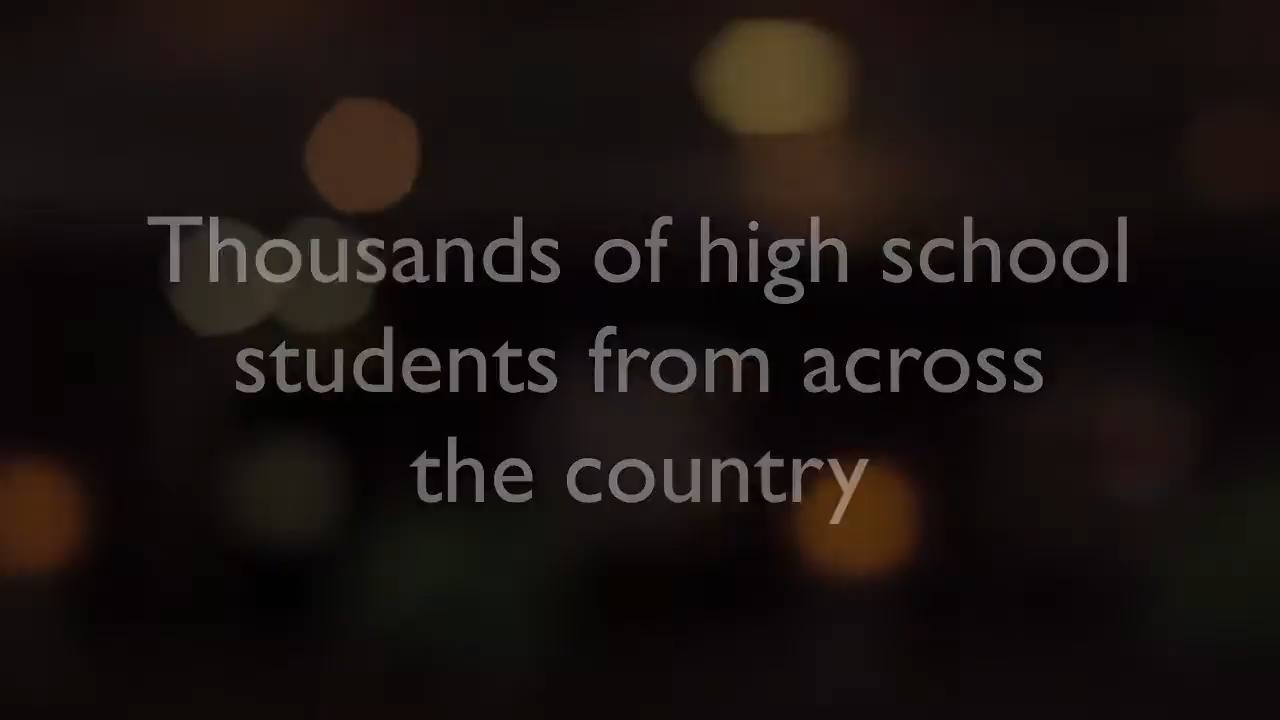 Thousands of high school
students from across
the country